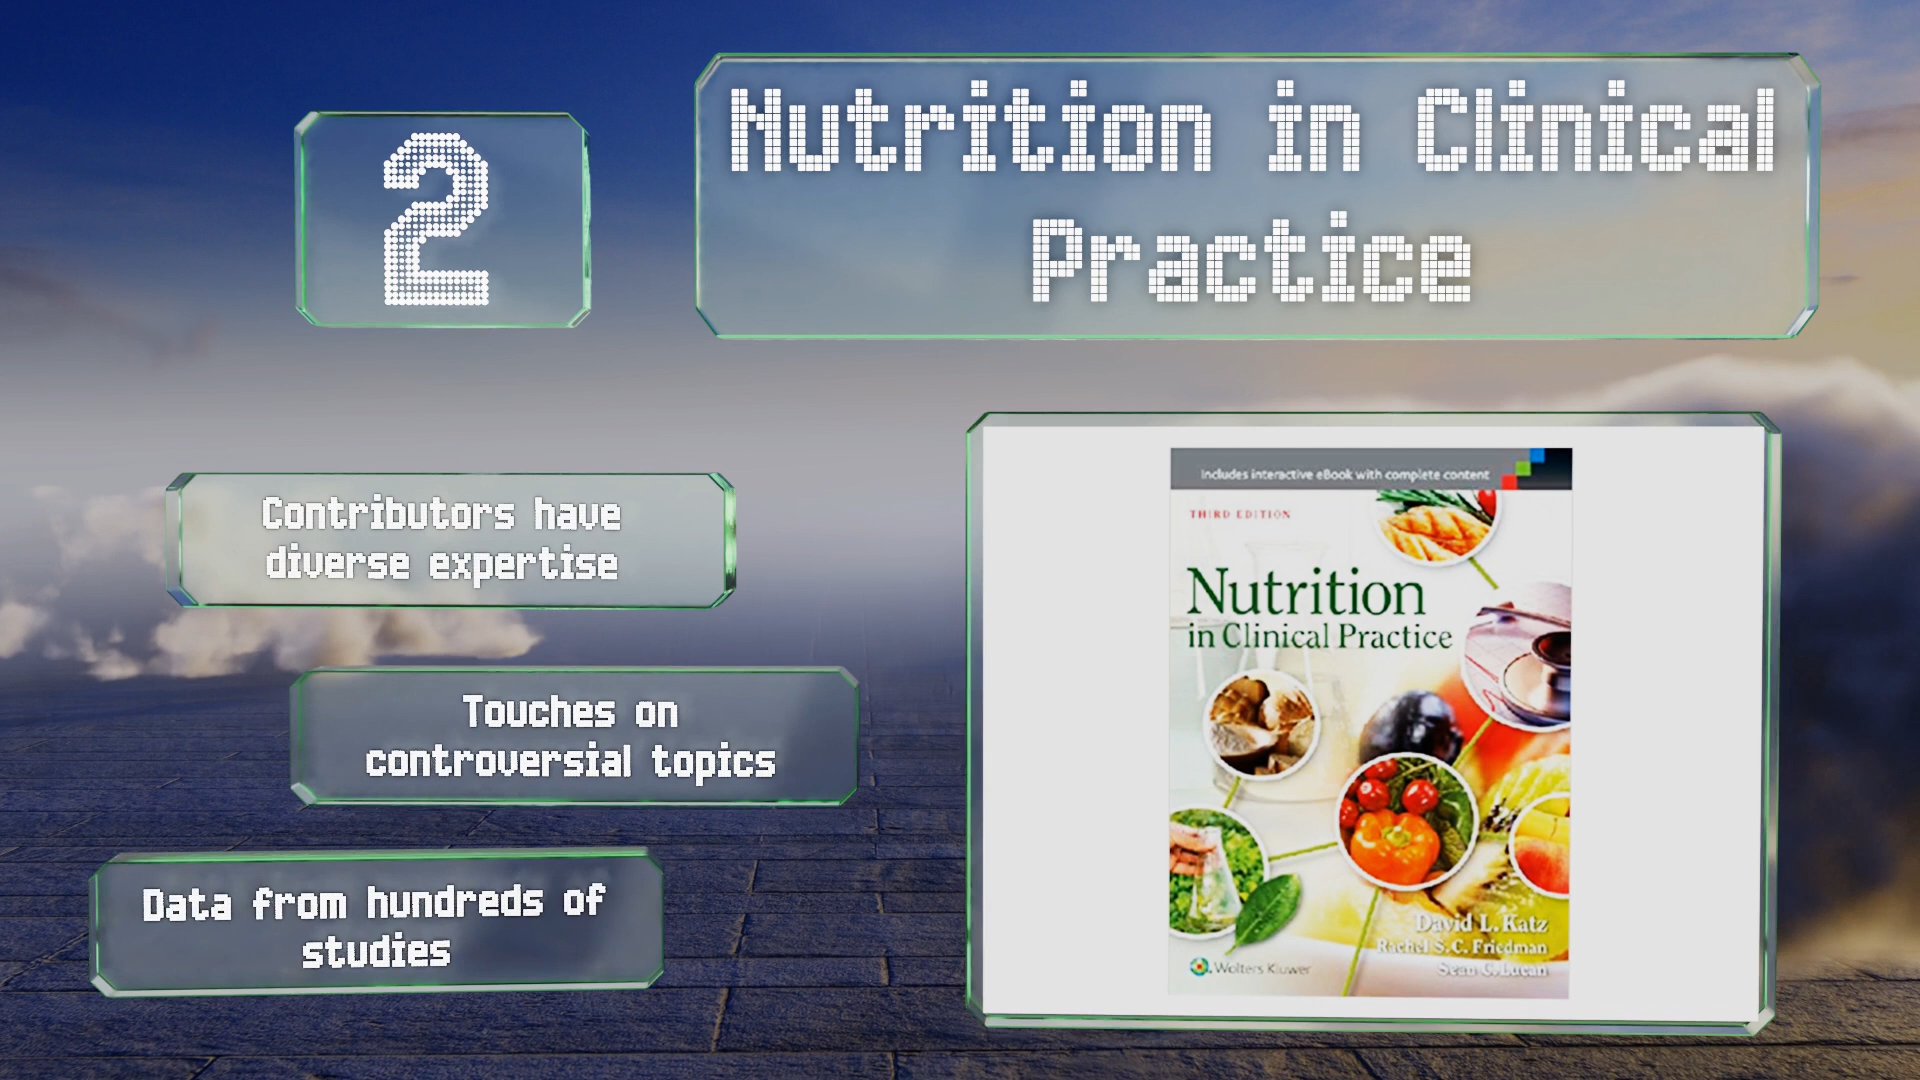 2
Nutrition in Clinical
Practice
Contributors have
diverse expertise
Touches on
controversial topics
Data from hundreds of
studies
Includes interactive eBook with complete content
THIRD EDITION
Nutrition
in Clinical Practice
David L. Katz
Rachel S.C. Friedman
Sean C. Lucan
Wolters Kluwer